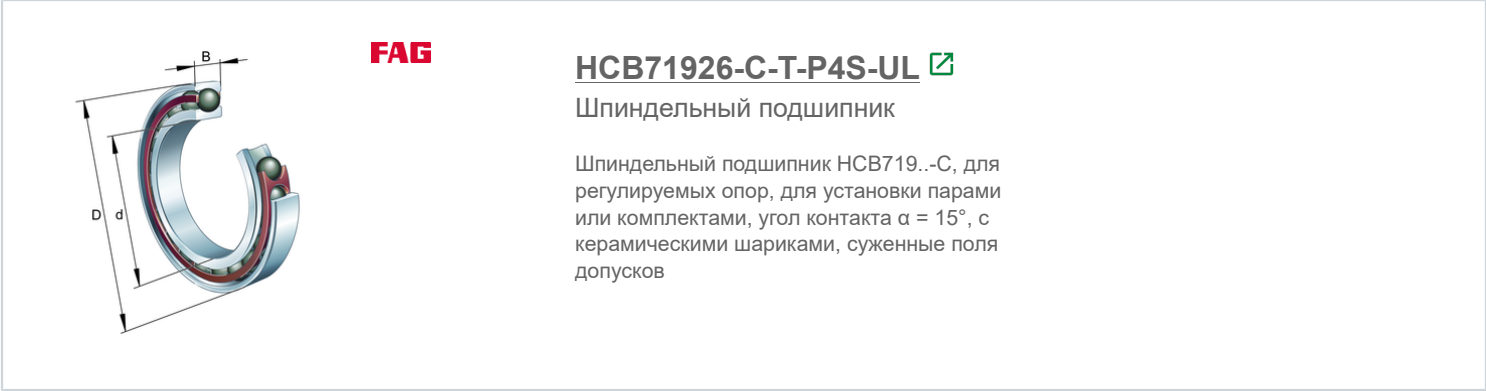 B
FAG
D
d
HCB71926-C-T-P4S-UL
Шпиндельный подшипник
Шпиндельный подшипник HCB719..-C, для
регулируемых опор, для установки парами
или комплектами, угол контакта α = 15°, с
керамическими шариками, суженные поля
допусков